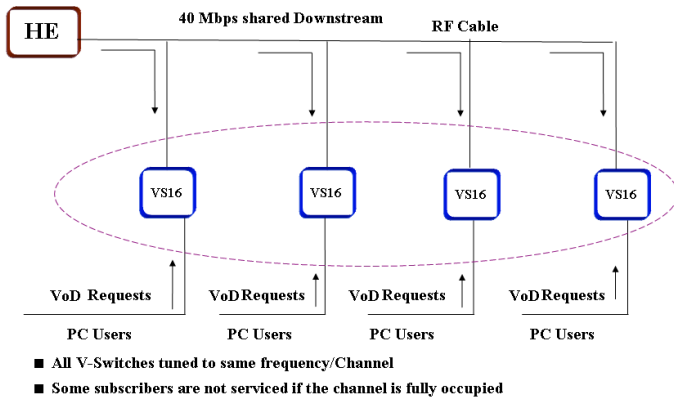 40 Mbps shared Downstream
HE
RF Cable
VS16
VS16
VS16
VS16
VoD Requests
VoD Requests
VoD Requests
VoD Requests
PC Users
PC Users
PC Users
PC Users
All V-Switches tuned to same frequency/Channel
Some subscribers are not serviced if the channel is fully occupied